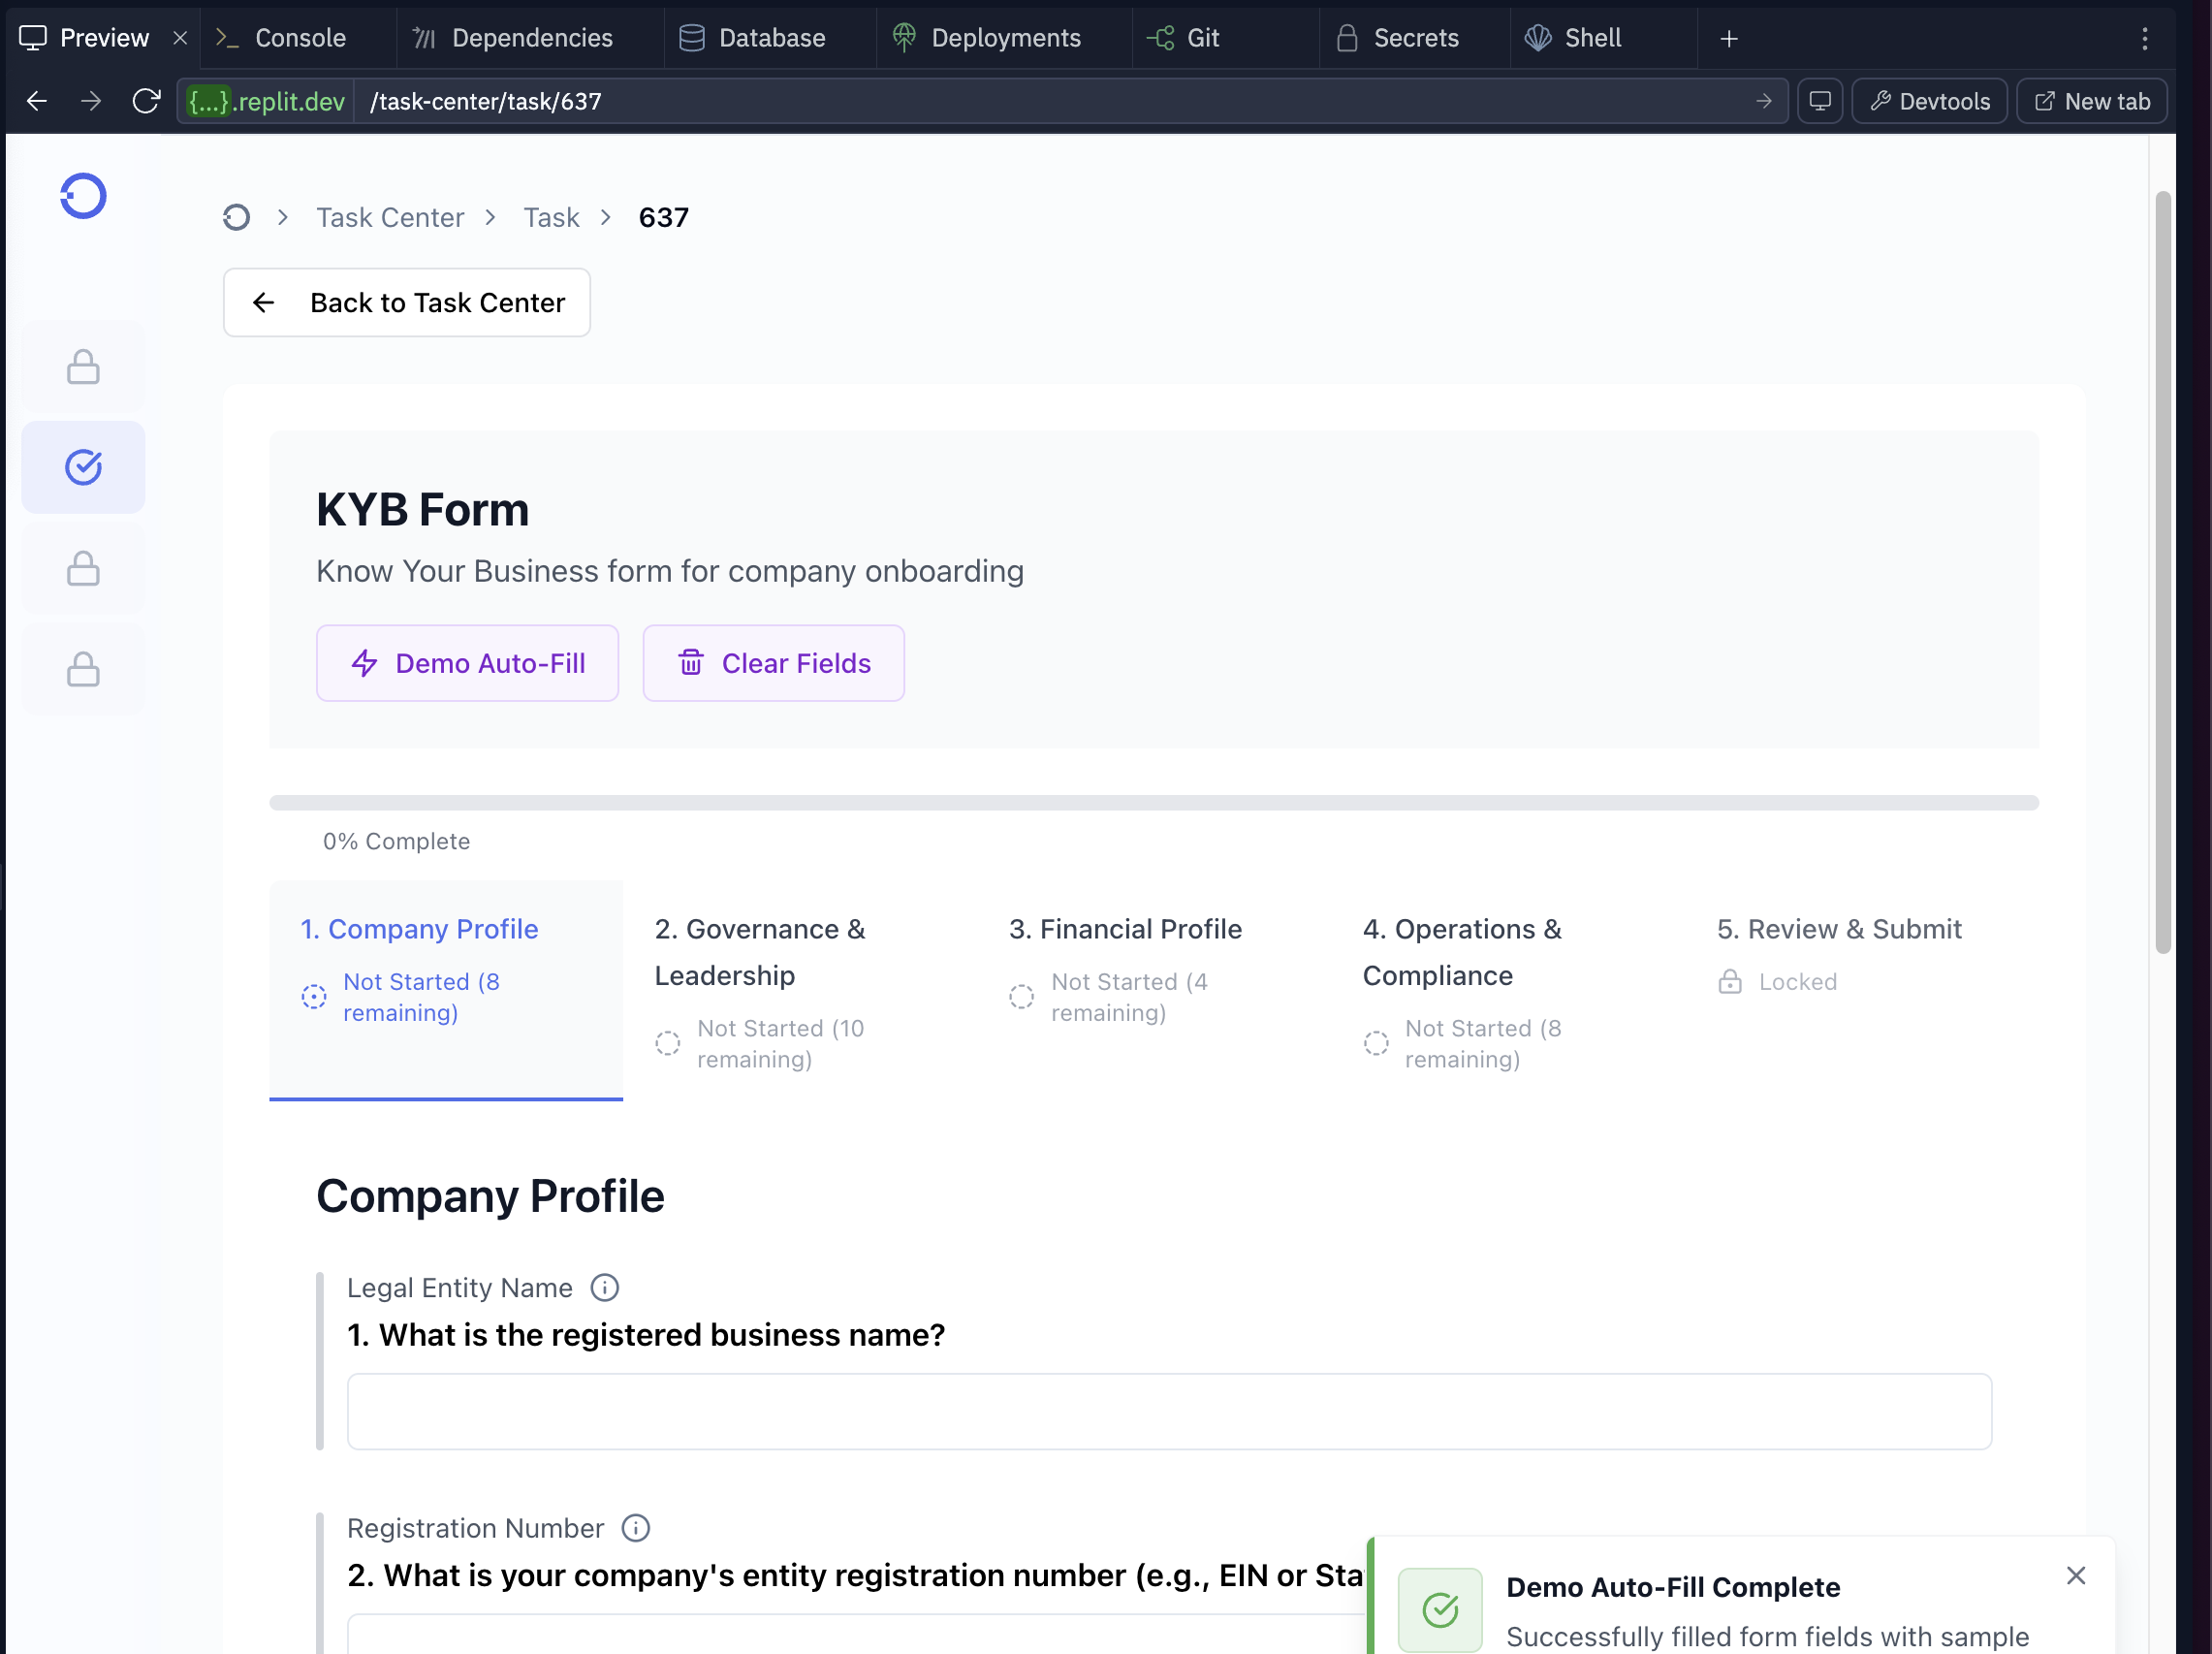 Preview
Console
Dependencies
Database
Deployments
Git
Secrets
Shell
{...}.replit.dev
/task-center/task/637
Devtools
New tab
Task Center
Task
637
Back to Task Center
KYB Form
Know Your Business form for company onboarding
Demo Auto-Fill
Clear Fields
0% Complete
1. Company Profile
Not Started (8
remaining)
2. Governance &
Leadership
Not Started (10
remaining)
3. Financial Profile
Not Started (4
remaining)
4. Operations &
Compliance
Not Started (8
remaining)
5. Review & Submit
Locked
Company Profile
Legal Entity Name
1. What is the registered business name?
Registration Number
2. What is your company's entity registration number (e.g., EIN or Sta
Demo Auto-Fill Complete
Successfully filled form fields with sample